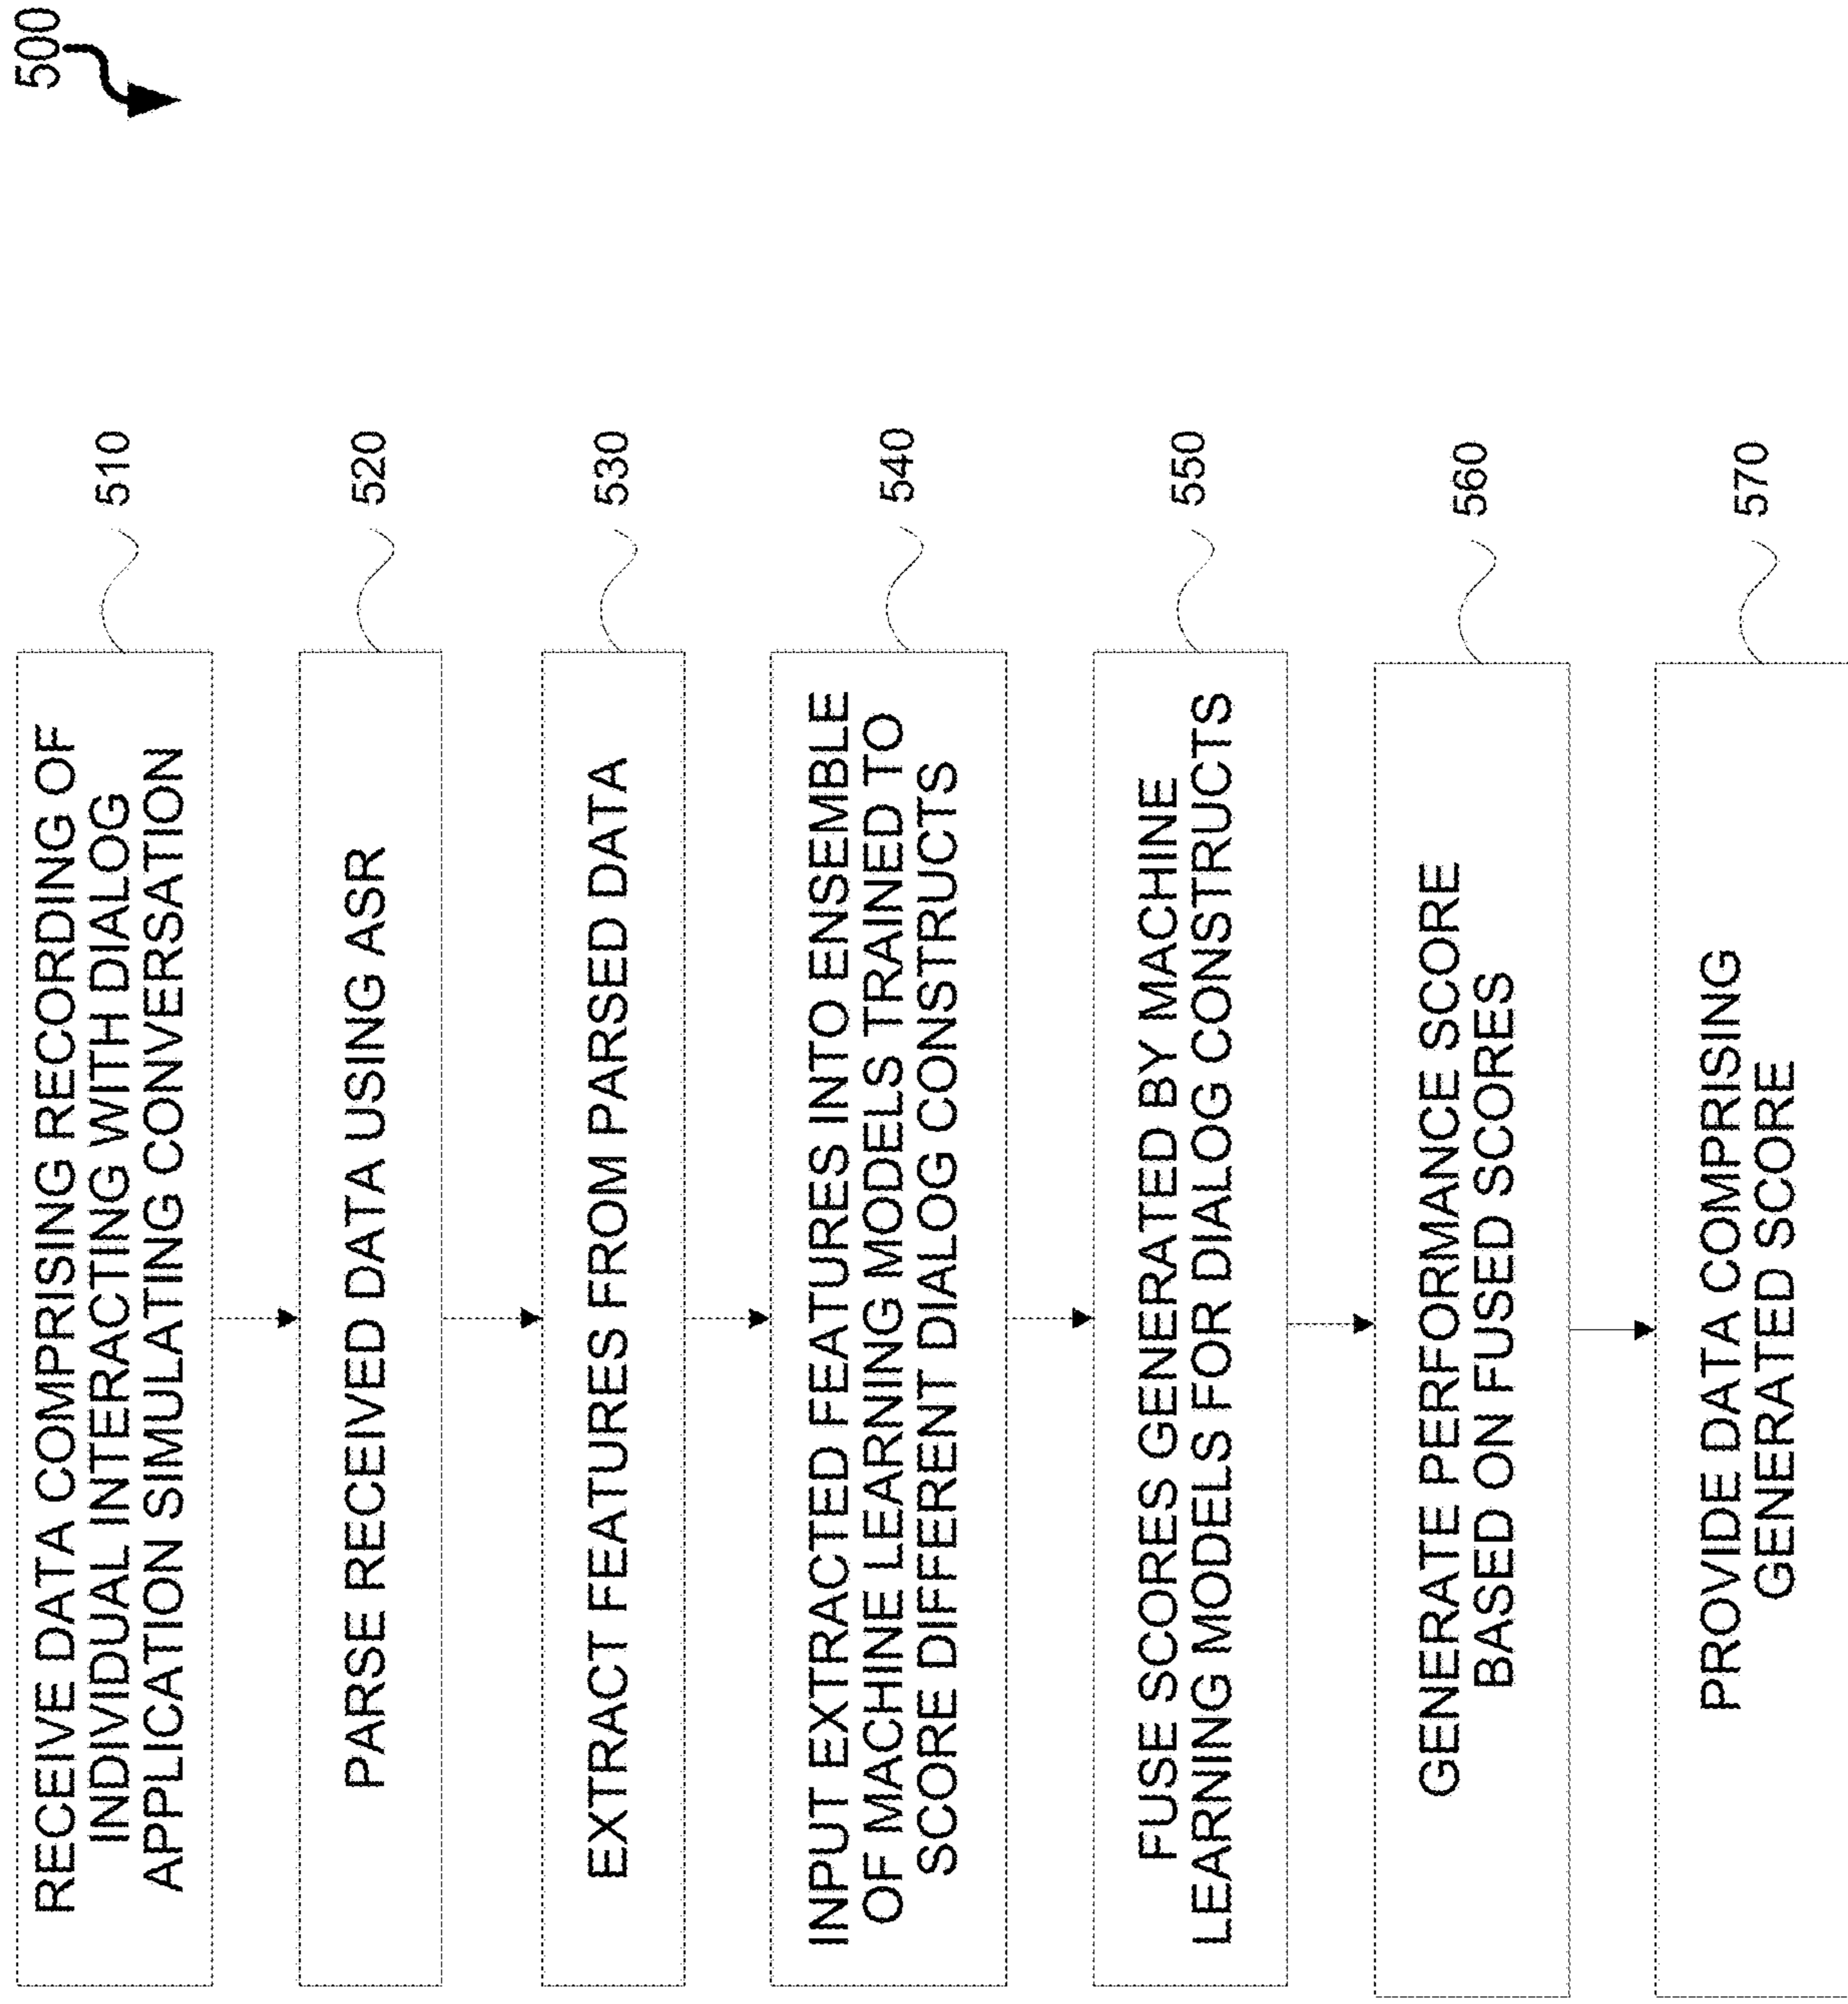 500
RECEIVE DATA COMPRISING RECORDING OF
INDIVIDUAL INTERACTING WITH DIALOG
APPLICATION SIMULATING CONVERSATION
510
PARSE RECEIVED DATA USING ASR
520
EXTRACT FEATURES FROM PARSED DATA
530
INPUT EXTRACTED FEATURES INTO ENSEMBLE
OF MACHINE LEARNING MODELS TRAINED TO
SCORE DIFFERENT DIALOG CONSTRUCTS
540
FUSE SCORES GENERATED BY MACHINE
LEARNING MODELS FOR DIALOG CONSTRUCTS
550
GENERATE PERFORMANCE SCORE
BASED ON FUSED SCORES
560
PROVIDE DATA COMPRISING
GENERATED SCORE
570